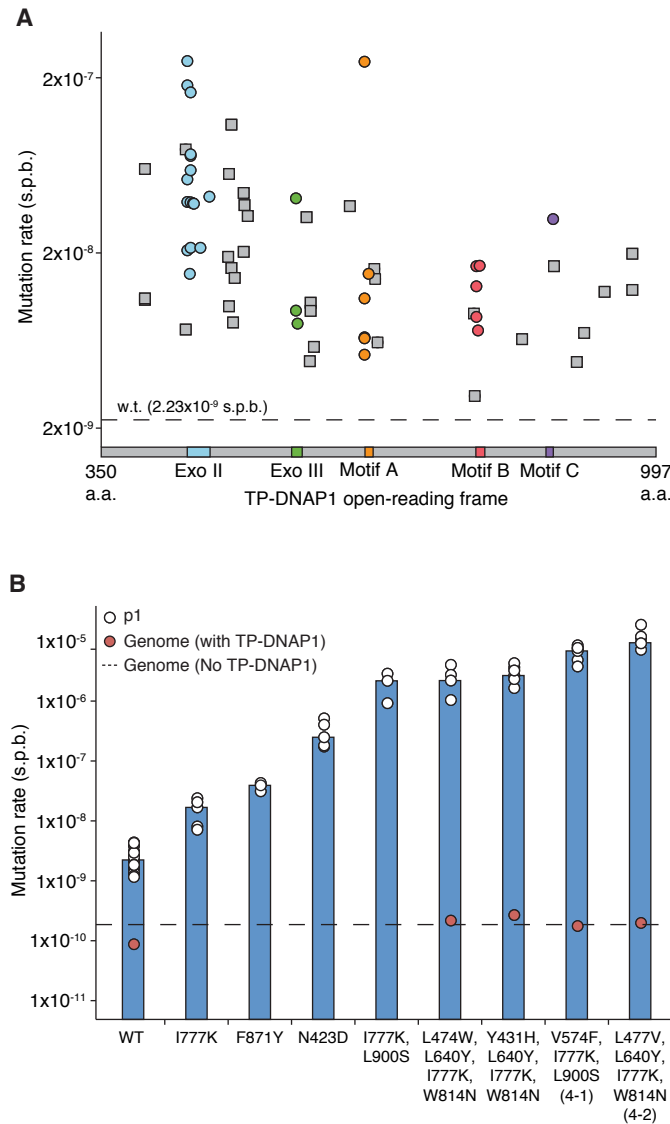 A
Mutation rate (s.p.b.)
2x10⁻⁷
2x10⁻⁸
2x10⁻⁹
w.t. (2.23x10⁻⁹ s.p.b.)
350 a.a.
Exo II
Exo III
Motif A
Motif B
Motif C
997 a.a.
TP-DNAP1 open-reading frame
B
p1
Genome (with TP-DNAP1)
Genome (No TP-DNAP1)
Mutation rate (s.p.b.)
1x10⁻⁵
1x10⁻⁶
1x10⁻⁷
1x10⁻⁸
1x10⁻⁹
1x10⁻¹⁰
1x10⁻¹¹
WT
I777K
F871Y
N423D
I777K,
L900S
L474W,
L640Y,
I777K,
W814N
Y431H,
L640Y,
I777K,
W814N
V574F,
I777K,
L900S
(4-1)
L477V,
L640Y,
I777K,
W814N
(4-2)